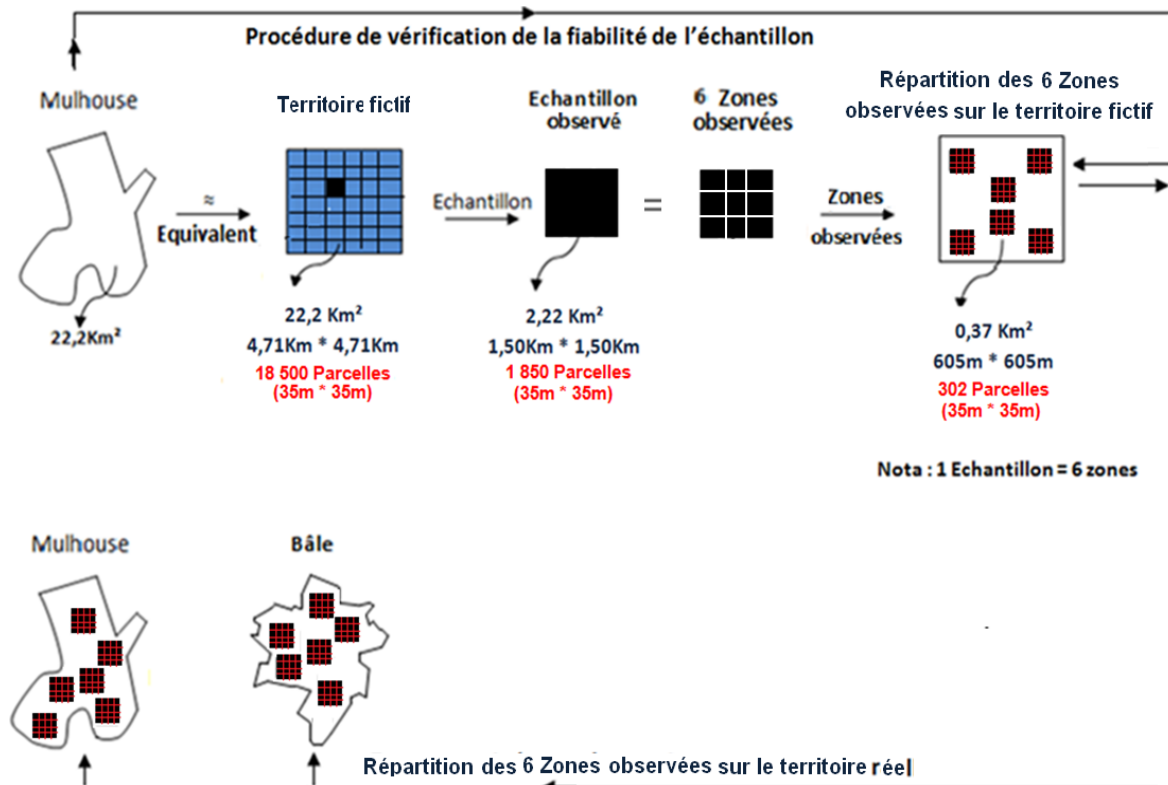 Procédure de vérification de la fiabilité de l'échantillon
Mulhouse
22,2Km²
≈
Equivalent
Territoire fictif
22,2 Km²
4,71Km * 4,71Km
18 500 Parcelles
(35m * 35m)
Echantillon
Echantillon
observé
2,22 Km²
1,50Km * 1,50Km
1 850 Parcelles
(35m * 35m)
=
6 Zones
observées
Zones
observées
Répartition des 6 Zones
observées sur le territoire fictif
0,37 Km²
605m * 605m
302 Parcelles
(35m * 35m)
Nota : 1 Echantillon = 6 zones
Mulhouse
Bâle
Répartition des 6 Zones observées sur le territoire réel